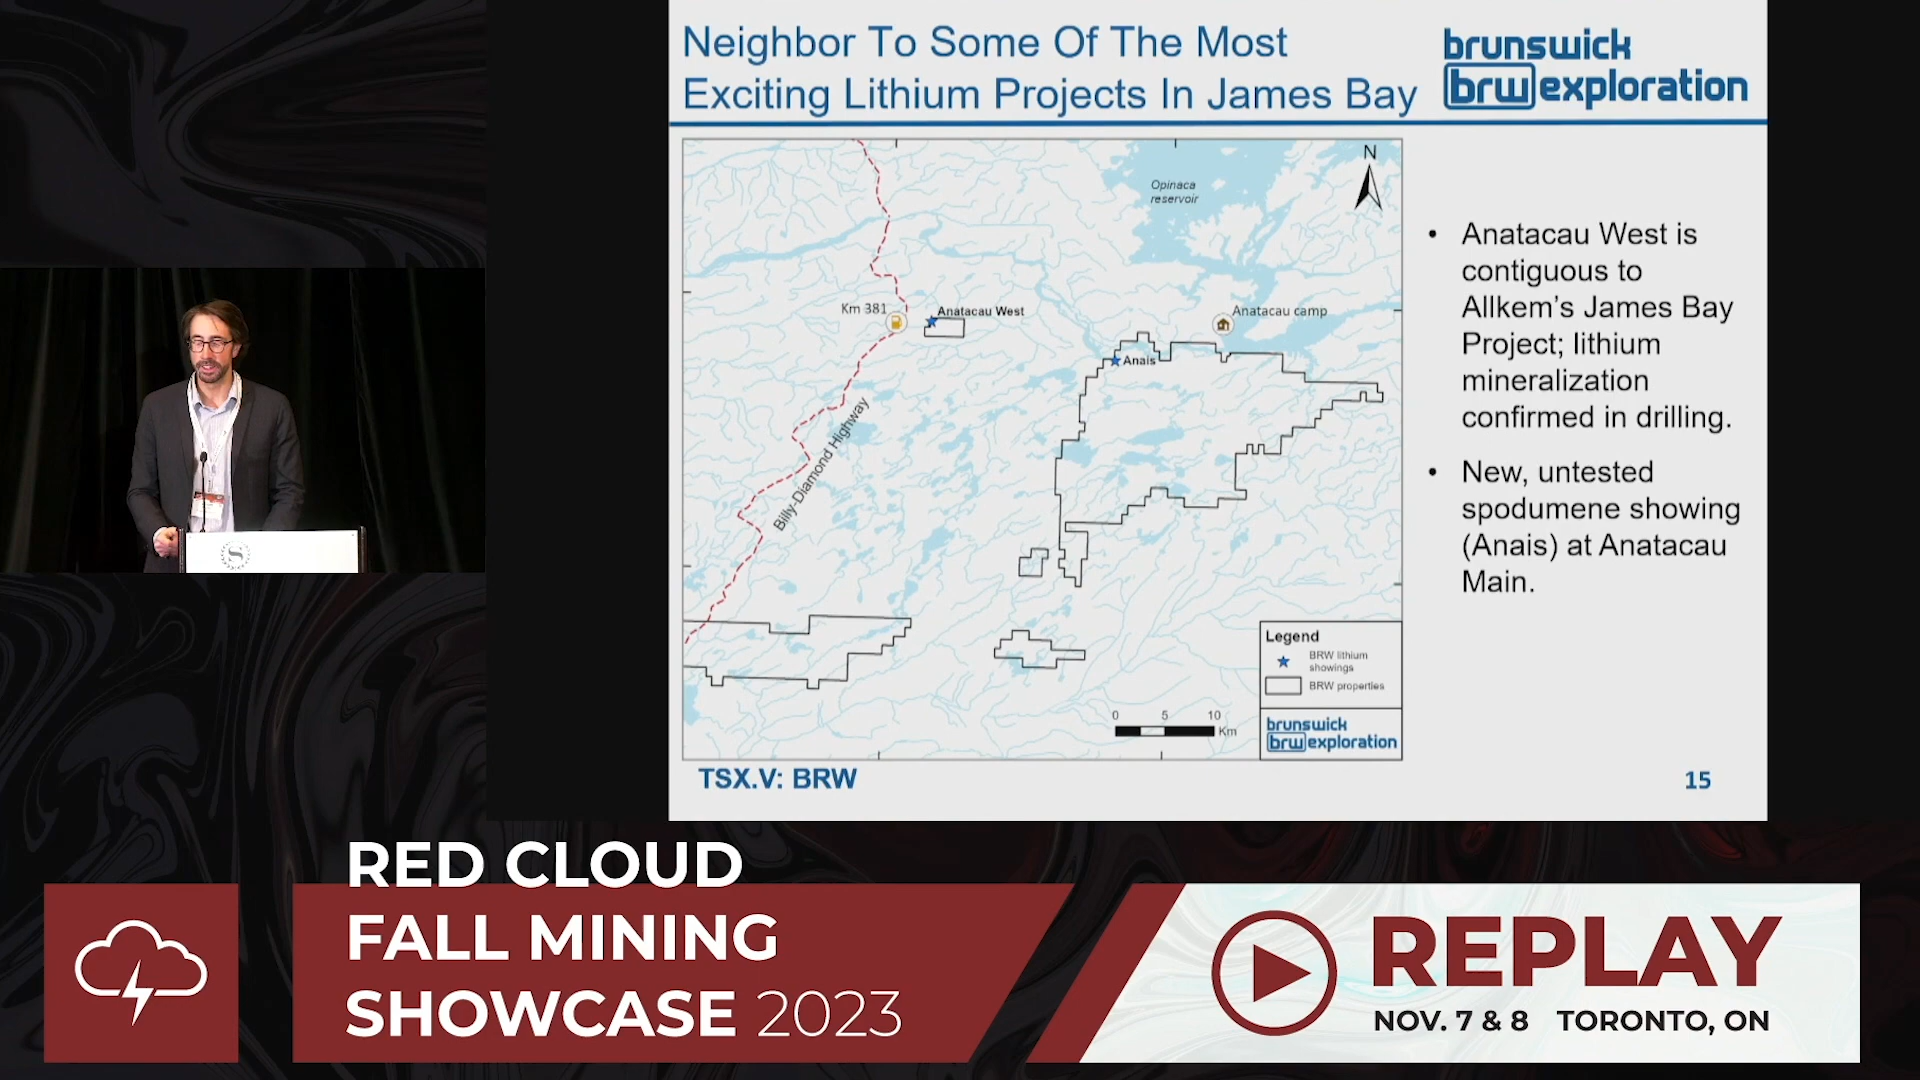 Neighbor To Some Of The Most
Exciting Lithium Projects In James Bay
brunswick
brw exploration
N
Opinaca
reservoir
Km 381
Anatacau West
Anatacau camp
Anais
Billy-Diamond Highway
Legend
BRW lithium
showings
BRW properties
0 5 10
Km
brunswick
brw exploration
• Anatacau West is
contiguous to
Allkem's James Bay
Project; lithium
mineralization
confirmed in drilling.
• New, untested
spodumene showing
(Anais) at Anatacau
Main.
TSX.V: BRW
15
S
RED CLOUD
FALL MINING
SHOWCASE 2023
REPLAY
NOV. 7 & 8 TORONTO, ON